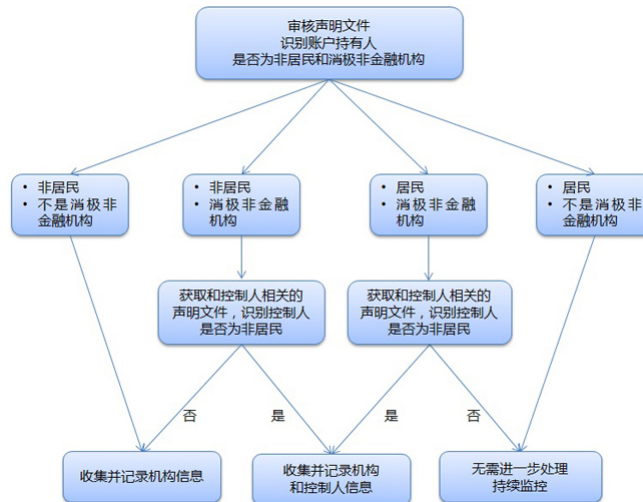 审核声明文件
识别账户持有人
是否为非居民和消极非金融机构
• 非居民
• 不是消极非
金融机构
• 非居民
• 消极非金融
机构
• 居民
• 消极非金融
机构
• 居民
• 不是消极非
金融机构
获取和控制人相关的
声明文件，识别控制人
是否为非居民
获取和控制人相关的
声明文件，识别控制人
是否为非居民
否
是
是
否
收集并记录机构信息
收集并记录机构
和控制人信息
无需进一步处理
持续监控